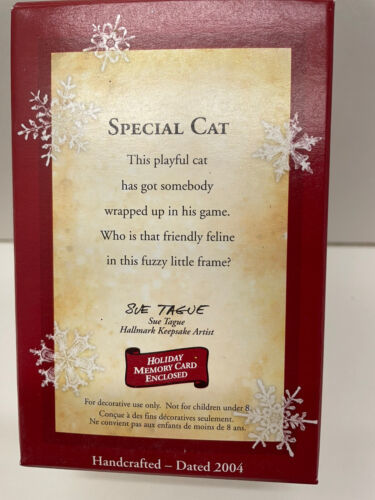 SPECIAL CAT
This playful cat
has got somebody
wrapped up in his game.
Who is that friendly feline
in this fuzzy little frame?
SUE TAGUE
Sue Tague
Hallmark Keepsake Artist
HOLIDAY
MEMORY CARD
ENCLOSED
For decorative use only. Not for children under 8.
Conçue à des fins décoratives seulement.
Ne convient pas aux enfants de moins de 8 ans.
Handcrafted – Dated 2004